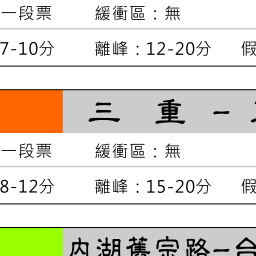 一段票 緩衝區：無
7-10分 離峰：12-20分 假
三 重 -
一段票 緩衝區：無
8-12分 離峰：15-20分 假
內湖舊宗路-台